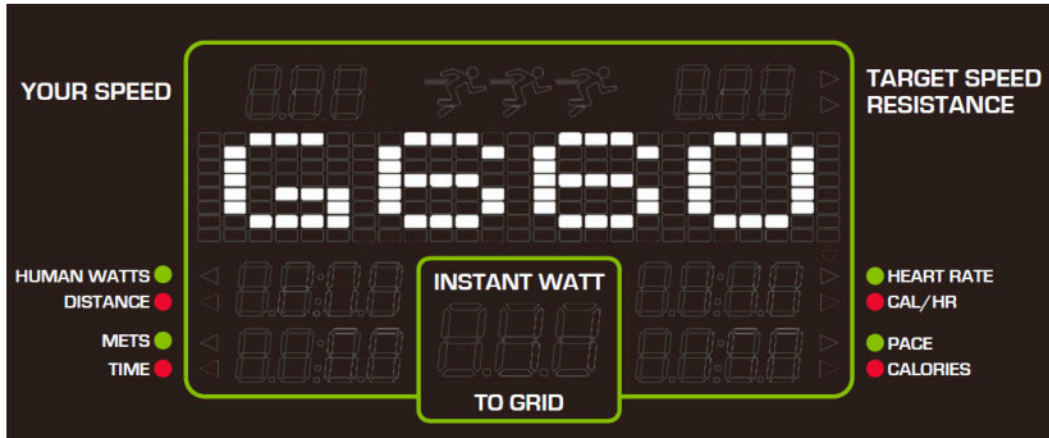 YOUR SPEED
TARGET SPEED
RESISTANCE
G660
HUMAN WATTS
DISTANCE
METS
TIME
INSTANT WATT
TO GRID
HEART RATE
CAL/HR
PACE
CALORIES